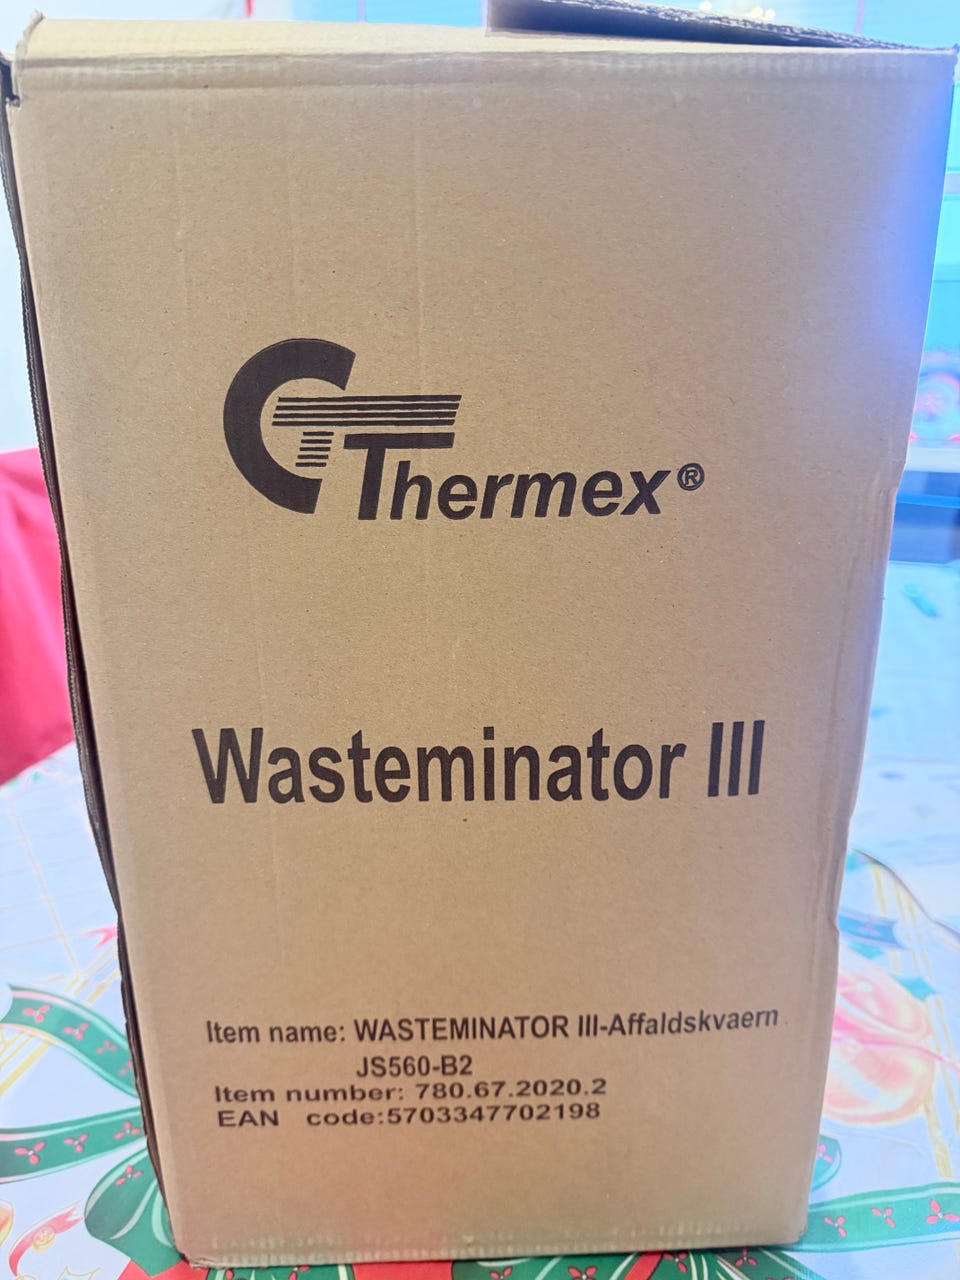 Thermex®
Wasteminator III
Item name: WASTEMINATOR III-Affaldskvaern
JS560-B2
Item number: 780.67.2020.2
EAN code:5703347702198